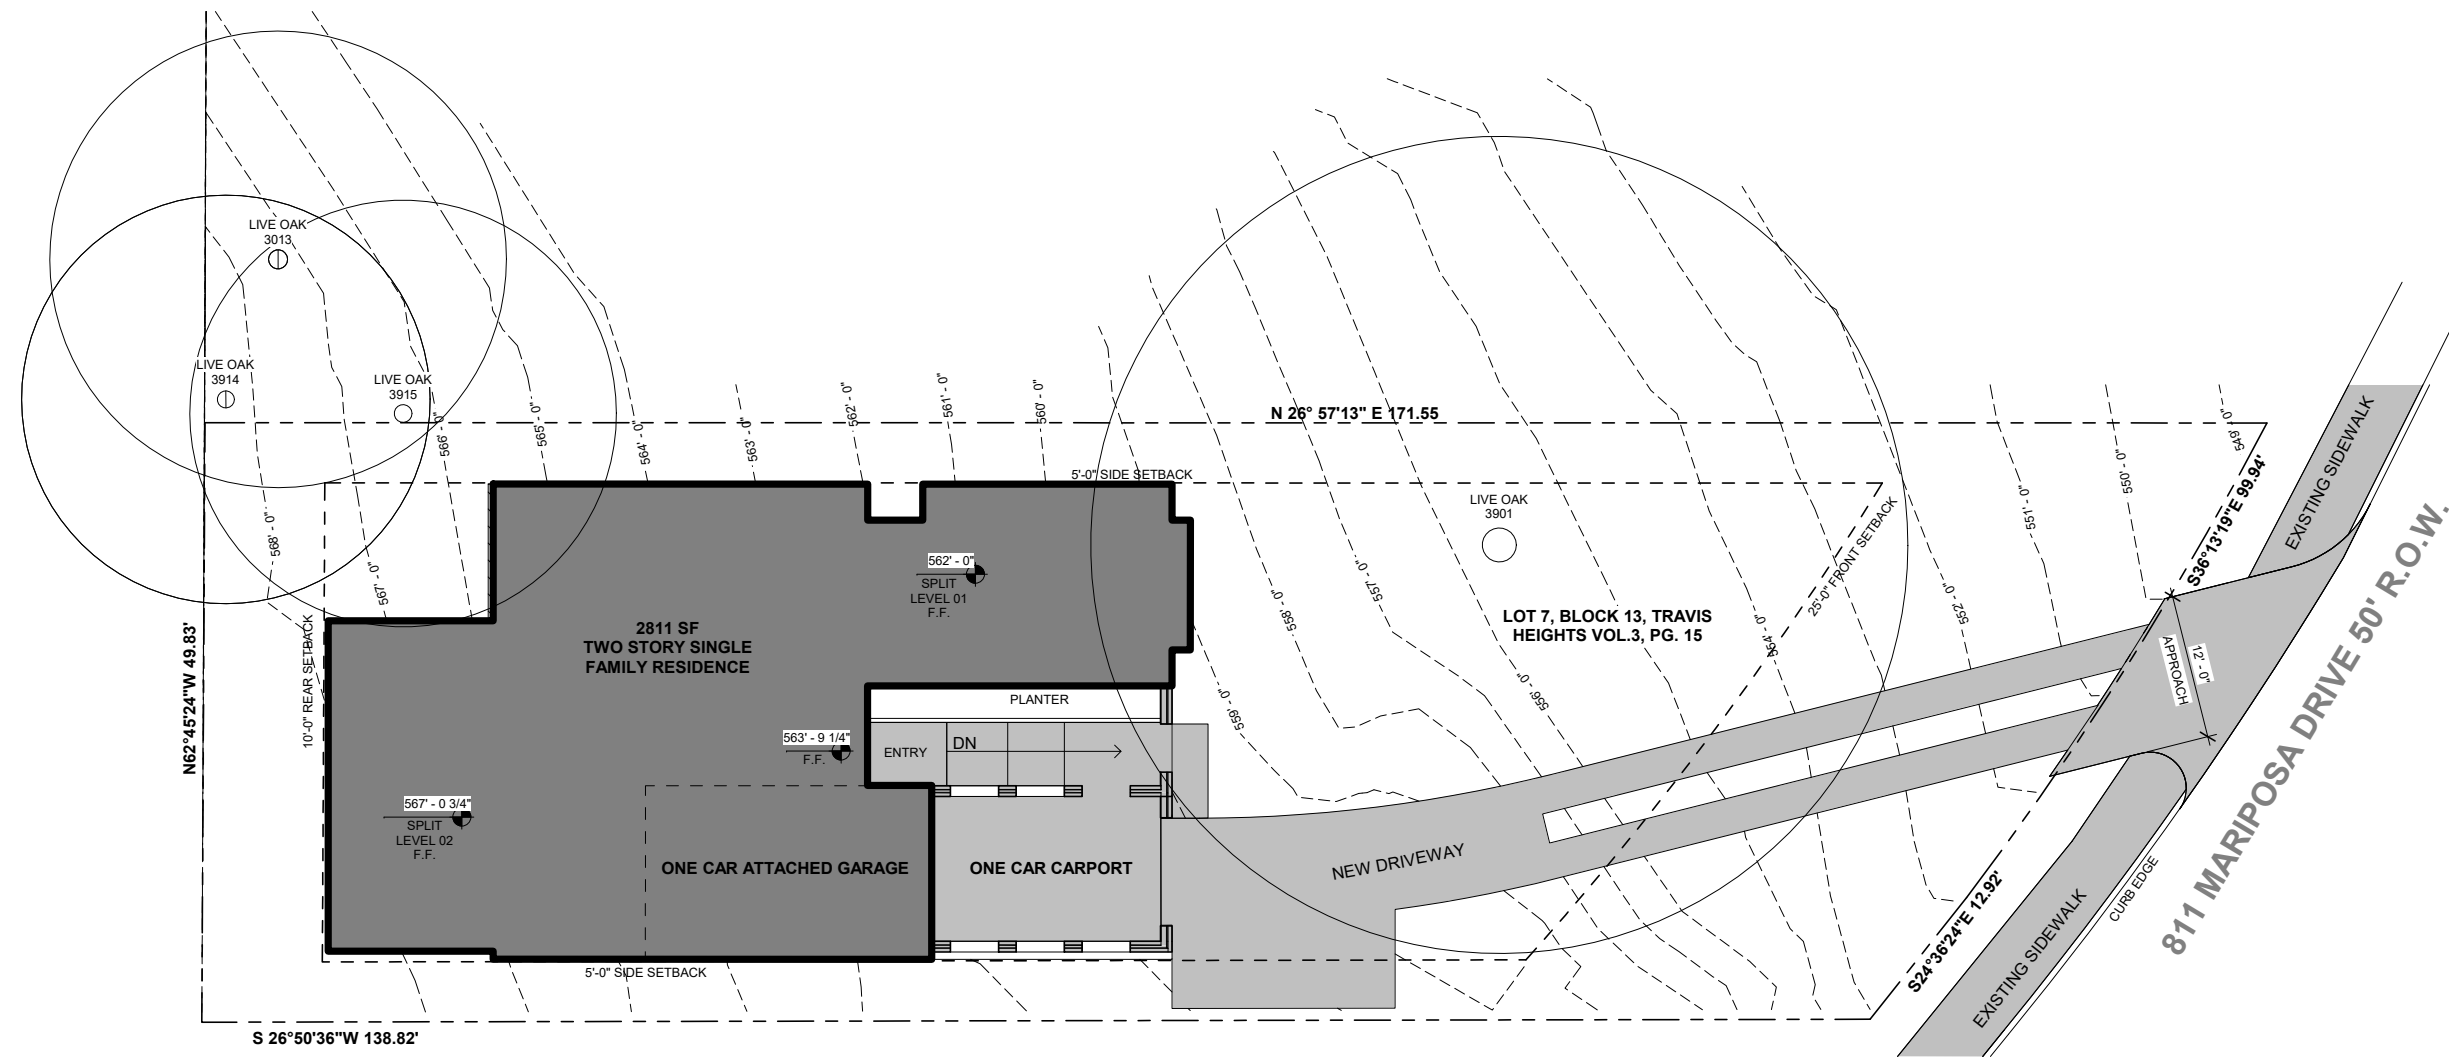 LIVE OAK
3013
LIVE OAK
3914
LIVE OAK
3915
568' - 0"
567' - 0"
566' - 0"
565' - 0"
564' - 0"
563' - 0"
562' - 0"
561' - 0"
560' - 0"
N 26° 57'13" E 171.55
5'-0" SIDE SETBACK
LIVE OAK
3901
25'-0" FRONT SETBACK
549' - 0"
550' - 0"
551' - 0"
552' - 0"
554' - 0"
556' - 0"
557' - 0"
558' - 0"
559' - 0"
S36°13'19"E 99.94'
EXISTING SIDEWALK
562' - 0"
SPLIT
LEVEL 01
F.F.
LOT 7, BLOCK 13, TRAVIS
HEIGHTS VOL.3, PG. 15
2811 SF
TWO STORY SINGLE
FAMILY RESIDENCE
N62°45'24"W 49.83'
10'-0" REAR SETBACK
12' - 0"
APPROACH
PLANTER
ENTRY
DN
563' - 9 1/4"
F.F.
567' - 0 3/4"
SPLIT
LEVEL 02
F.F.
ONE CAR ATTACHED GARAGE
ONE CAR CARPORT
NEW DRIVEWAY
811 MARIPOSA DRIVE 50' R.O.W.
CURB EDGE
S24°36'24"E 12.92'
EXISTING SIDEWALK
5'-0" SIDE SETBACK
S 26°50'36"W 138.82'